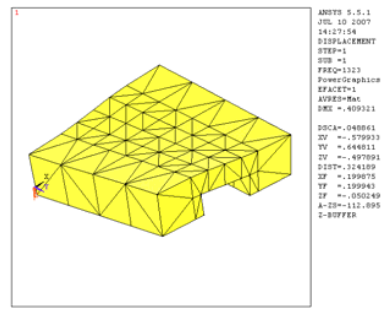 1
ANSYS 5.5.1
JUL 10 2007
14:27:54
DISPLACEMENT
STEP=1
SUB =1
FREQ=1323
PowerGraphics
EFACET=1
AVRES=Mat
DMX =.409321
DSCA=.048861
XV =-.579933
YV =.644811
ZV =-.497891
DIST=.324189
XF =.199875
YF =.199943
ZF =-.050249
A-ZS=-112.895
Z-BUFFER
X